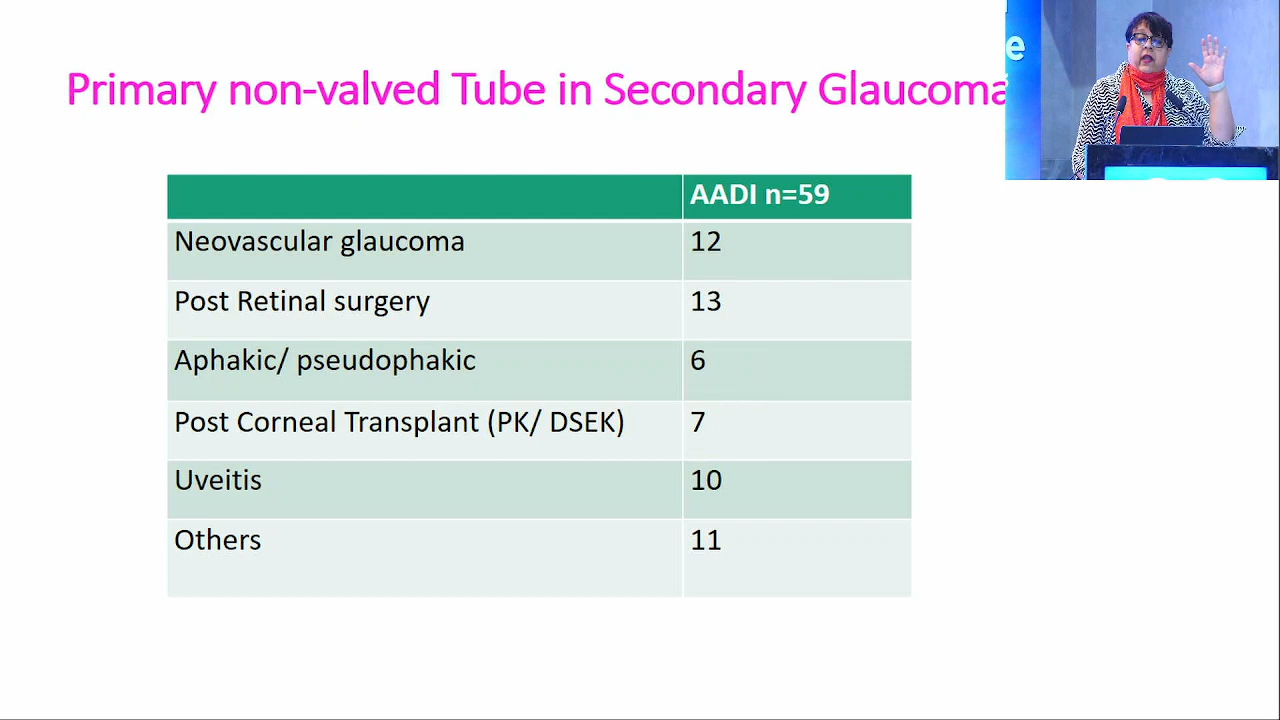 Primary non-valved Tube in Secondary Glaucoma
e
AADI n=59
Neovascular glaucoma 12
Post Retinal surgery 13
Aphakic/ pseudophakic 6
Post Corneal Transplant (PK/ DSEK) 7
Uveitis 10
Others 11